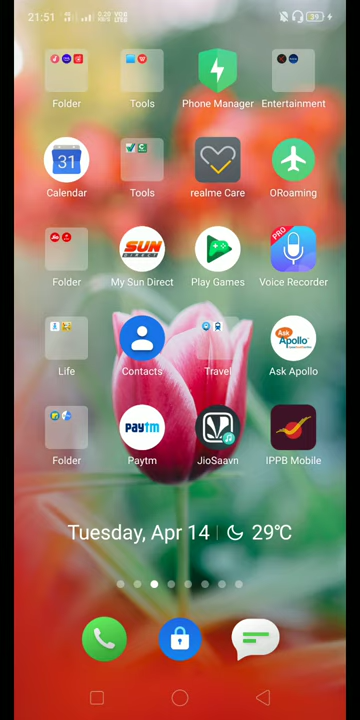 21:51
Folder
Tools
Phone Manager
Entertainment
31
Calendar
Tools
realme Care
ORoaming
SUN
DIRECT
PRO
Folder
My Sun Direct
Play Games
Voice Recorder
Ask
Apollo
Life
Contacts
Travel
Ask Apollo
Paytm
Folder
Paytm
JioSaavn
IPPB Mobile
Tuesday, Apr 14 | 29℃